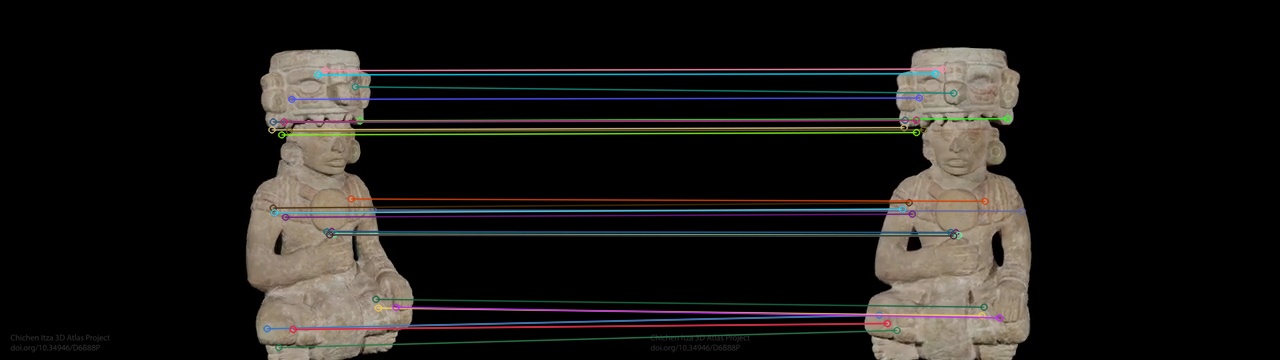 Chichen Itza 3D Atlas Project
doi.org/10.34946/D6B88P
Chichen Itza 3D Atlas Project
doi.org/10.34946/D6B88P